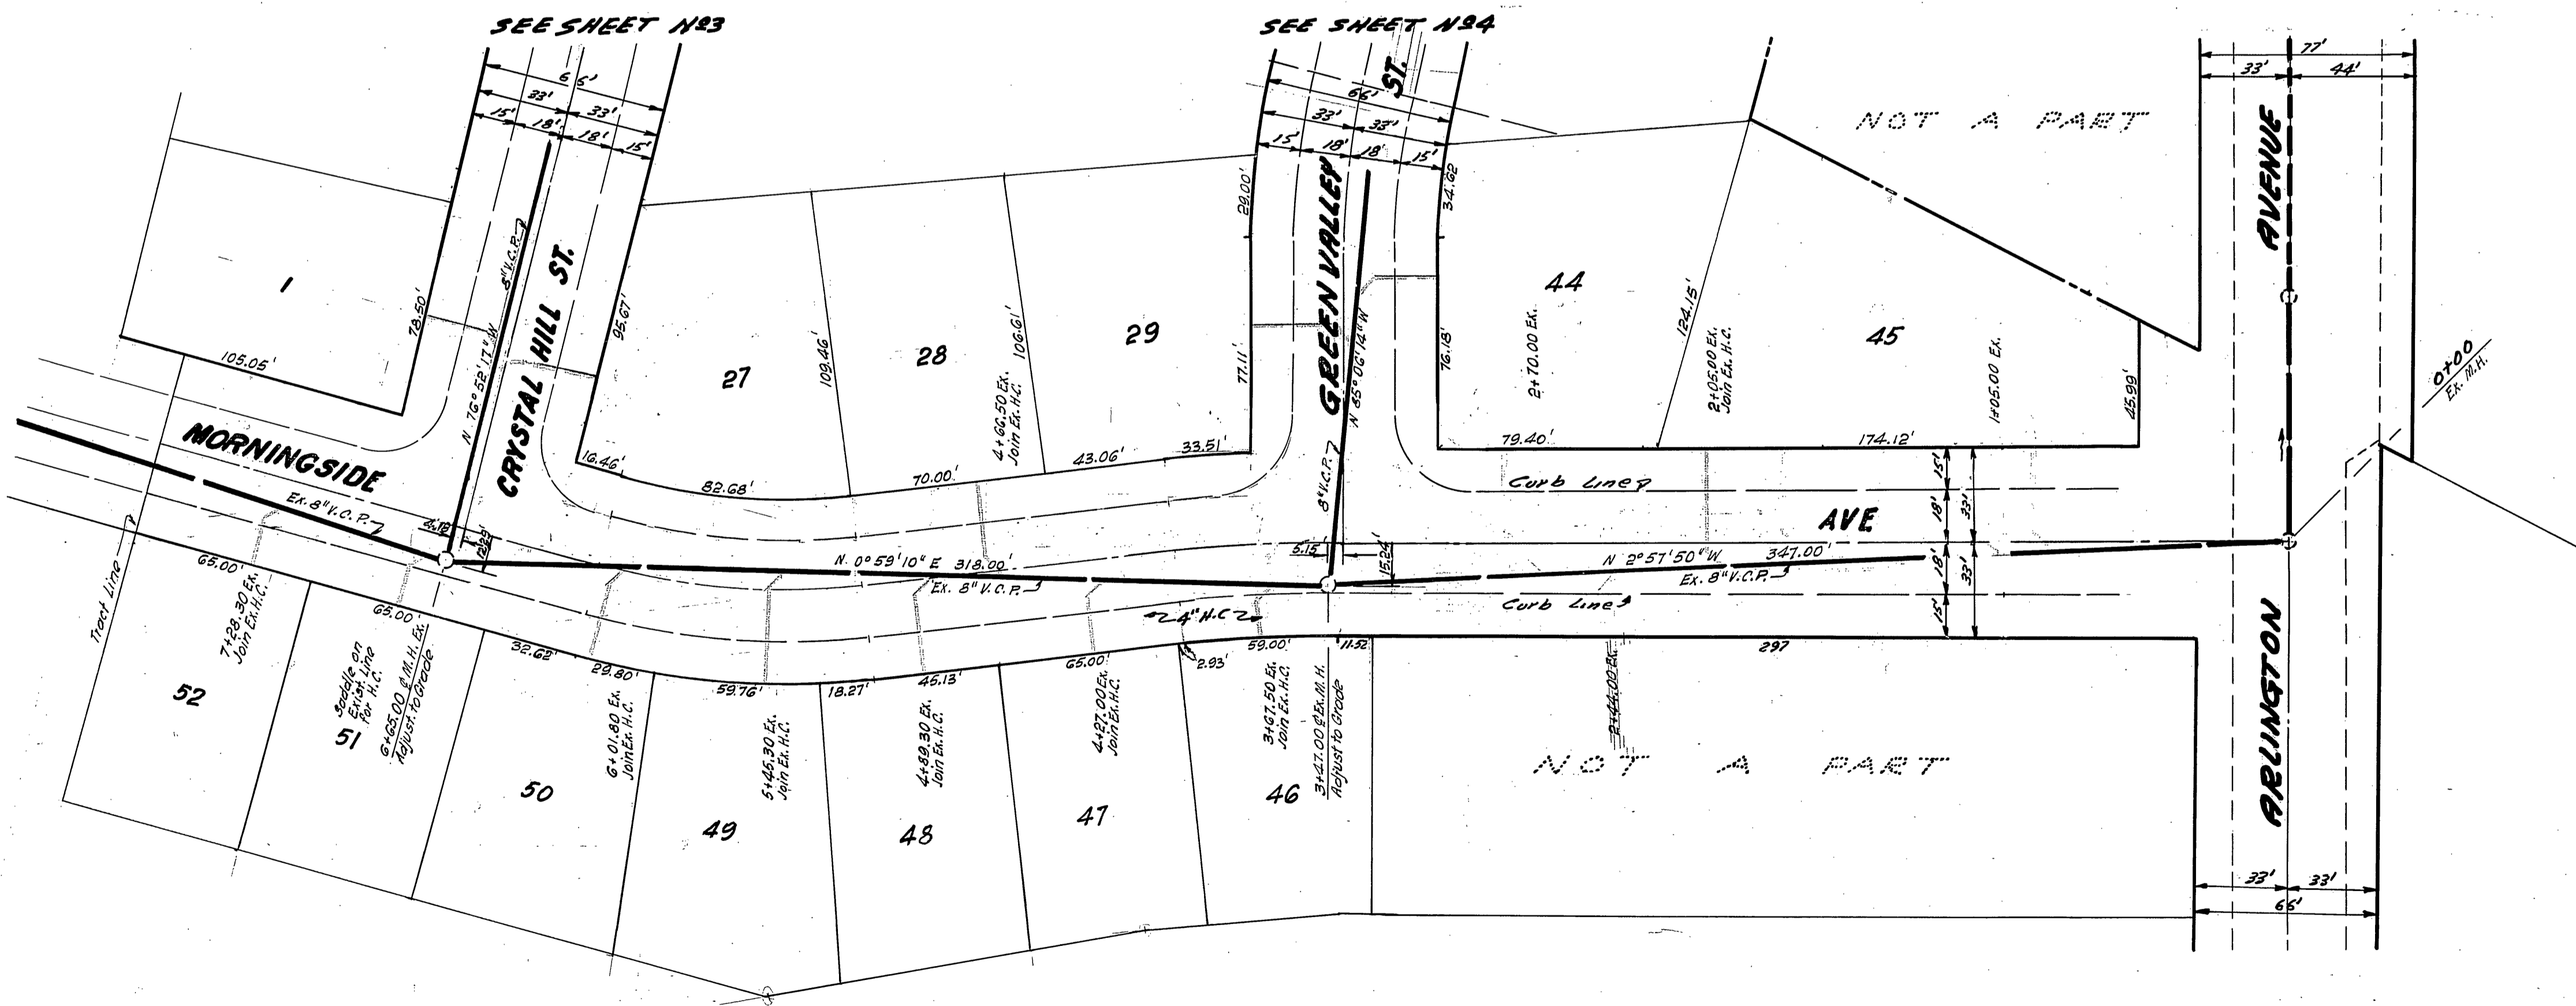 SEE SHEET Nº3
SEE SHEET Nº4
66'
33' 33'
15' 18' 18' 15'
66'
33' 33'
15' 18' 18' 15'
77'
33' 44'
NOT A PART
AVENUE
ARLINGTON
0+00
Ex. M.H.
1
105.05'
78.50'
8" V.C.P.
N 76° 52' 17" W
CRYSTAL HILL ST.
95.67'
16.46'
27
82.68'
109.46'
28
70.00'
4+66.50 Ex.
Join Ex. H.C.
106.61'
29
43.06'
33.51'
29.00'
77.11'
GREEN VALLEY ST.
8" V.C.P.
N 85° 06' 14" W
34.62
76.18'
44
2+70.00 Ex.
79.40'
124.15'
2+05.00 Ex.
Join Ex. H.C.
45
174.12'
1+05.00 Ex.
45.99'
MORNINGSIDE
AVE
Ex. 8" V.C.P.
4.18'
12.29'
N. 0° 59' 10" E 318.00'
Ex. 8" V.C.P.
5.15'
15.24'
N 2° 57' 50" W 347.00'
Ex. 8" V.C.P.
Curb Line
Curb Line
15'
18'
33'
18'
33'
15'
4" H.C.
Tract Line
65.00'
7+28.30 Ex.
Join Ex. H.C.
52
65.00'
Saddle on
Exist. Line
for H.C.
51
6+65.00 ¢ M.H. Ex.
Adjust to Grade
32.62'
29.80'
50
6+01.80 Ex.
Join Ex. H.C.
59.76'
49
5+45.30 Ex.
Join Ex. H.C.
18.27'
45.13'
48
4+89.30 Ex.
Join Ex. H.C.
65.00'
47
4+27.00 Ex.
Join Ex. H.C.
2.93'
59.00'
46
3+67.50 Ex.
Join Ex. H.C.
11.52
3+47.00 ¢ Ex. M.H.
Adjust to Grade
297
2+44.00 Ex.
NOT A PART
33' 33'
66'